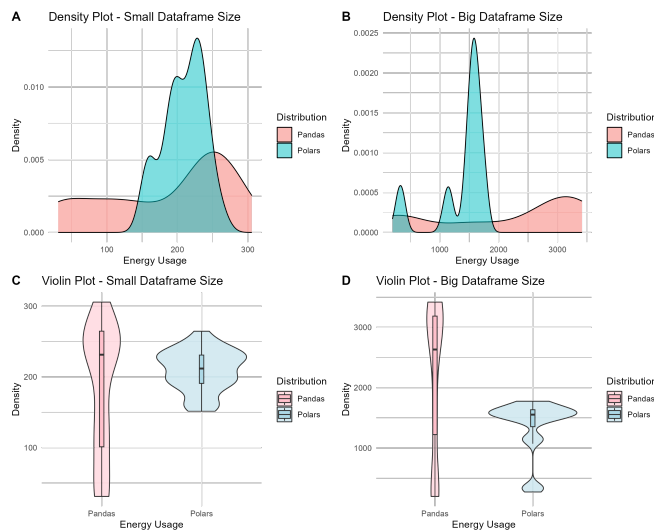 A
Density Plot - Small Dataframe Size
0.010
0.005
0.000
Density
100
200
300
Energy Usage
Distribution
Pandas
Polars
B
Density Plot - Big Dataframe Size
0.0025
0.0020
0.0015
0.0010
0.0005
0.0000
Density
1000
2000
3000
Energy Usage
Distribution
Pandas
Polars
C
Violin Plot - Small Dataframe Size
300
200
100
Density
Pandas
Polars
Energy Usage
Distribution
Pandas
Polars
D
Violin Plot - Big Dataframe Size
3000
2000
1000
Density
Pandas
Polars
Energy Usage
Distribution
Pandas
Polars